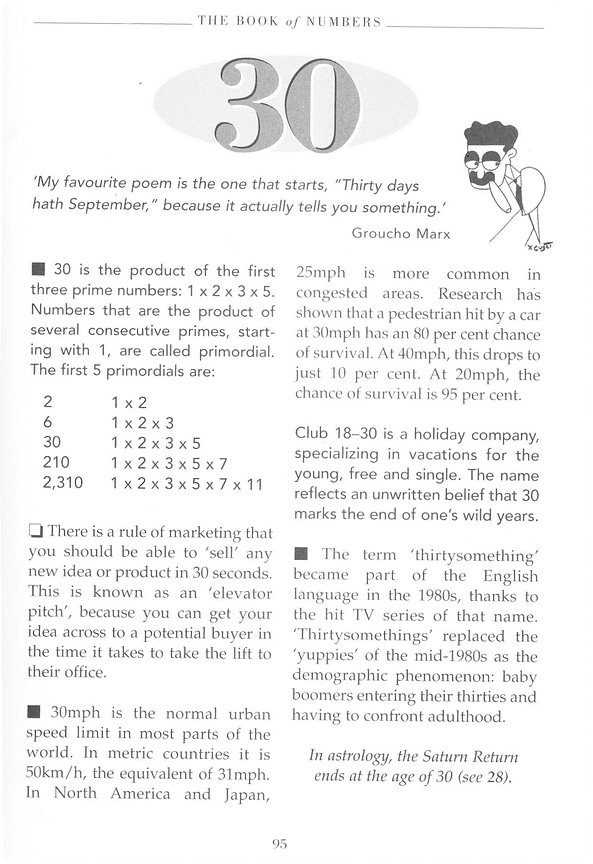 THE BOOK of NUMBERS
30
'My favourite poem is the one that starts, "Thirty days
hath September," because it actually tells you something.'
Groucho Marx
■ 30 is the product of the first
three prime numbers: 1 x 2 x 3 x 5.
Numbers that are the product of
several consecutive primes, start-
ing with 1, are called primordial.
The first 5 primordials are:
2 1 x 2
6 1 x 2 x 3
30 1 x 2 x 3 x 5
210 1 x 2 x 3 x 5 x 7
2,310 1 x 2 x 3 x 5 x 7 x 11
❏ There is a rule of marketing that
you should be able to 'sell' any
new idea or product in 30 seconds.
This is known as an 'elevator
pitch', because you can get your
idea across to a potential buyer in
the time it takes to take the lift to
their office.
■ 30mph is the normal urban
speed limit in most parts of the
world. In metric countries it is
50km/h, the equivalent of 31mph.
In North America and Japan,
25mph is more common in
congested areas. Research has
shown that a pedestrian hit by a car
at 30mph has an 80 per cent chance
of survival. At 40mph, this drops to
just 10 per cent. At 20mph, the
chance of survival is 95 per cent.
Club 18–30 is a holiday company,
specializing in vacations for the
young, free and single. The name
reflects an unwritten belief that 30
marks the end of one's wild years.
■ The term 'thirtysomething'
became part of the English
language in the 1980s, thanks to
the hit TV series of that name.
'Thirtysomethings' replaced the
'yuppies' of the mid-1980s as the
demographic phenomenon: baby
boomers entering their thirties and
having to confront adulthood.
In astrology, the Saturn Return
ends at the age of 30 (see 28).
95